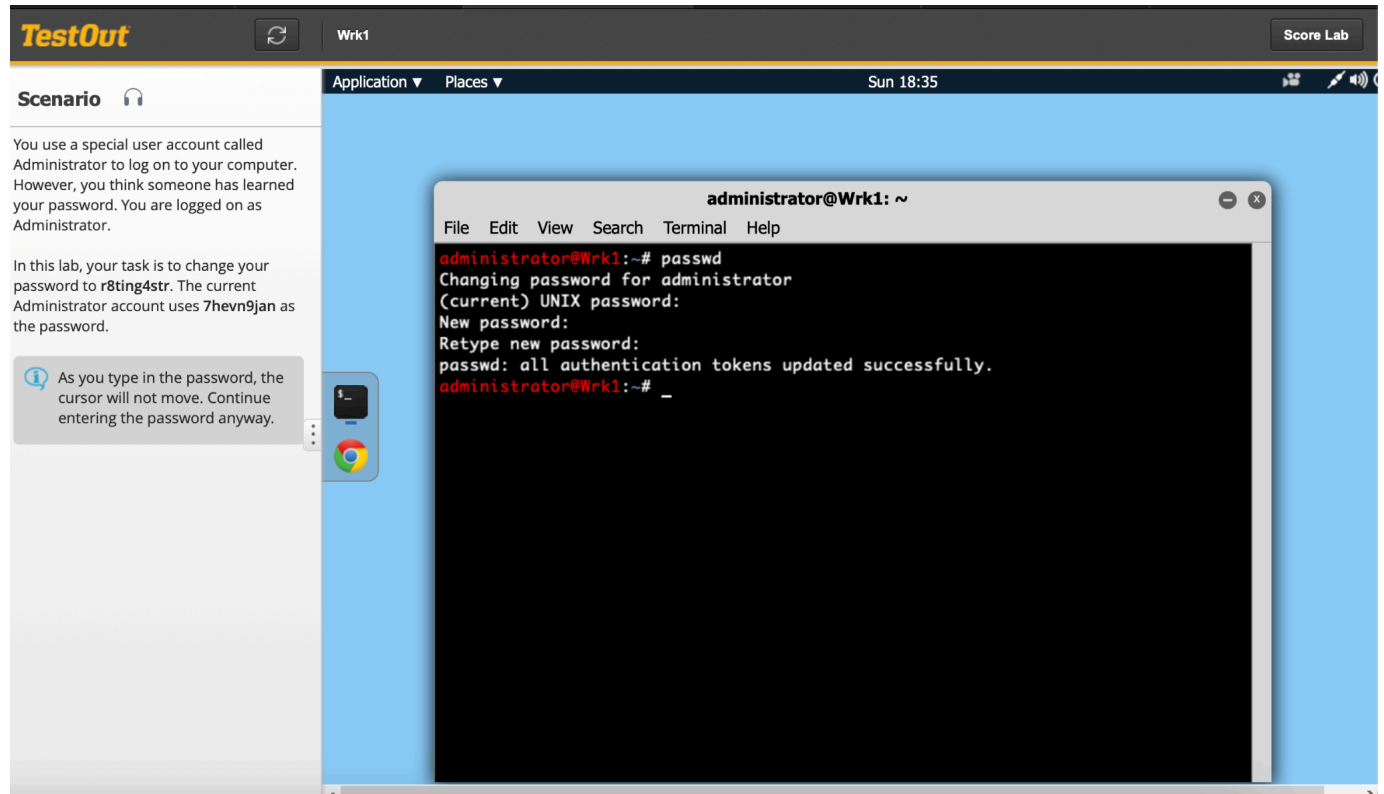 TestOut
Wrk1
Score Lab
Scenario
You use a special user account called
Administrator to log on to your computer.
However, you think someone has learned
your password. You are logged on as
Administrator.
In this lab, your task is to change your
password to r8ting4str. The current
Administrator account uses 7hevn9jan as
the password.
As you type in the password, the
cursor will not move. Continue
entering the password anyway.
Application ▼ Places ▼ Sun 18:35
administrator@Wrk1: ~
File Edit View Search Terminal Help
administrator@Wrk1:~# passwd
Changing password for administrator
(current) UNIX password:
New password:
Retype new password:
passwd: all authentication tokens updated successfully.
administrator@Wrk1:~# _
$_